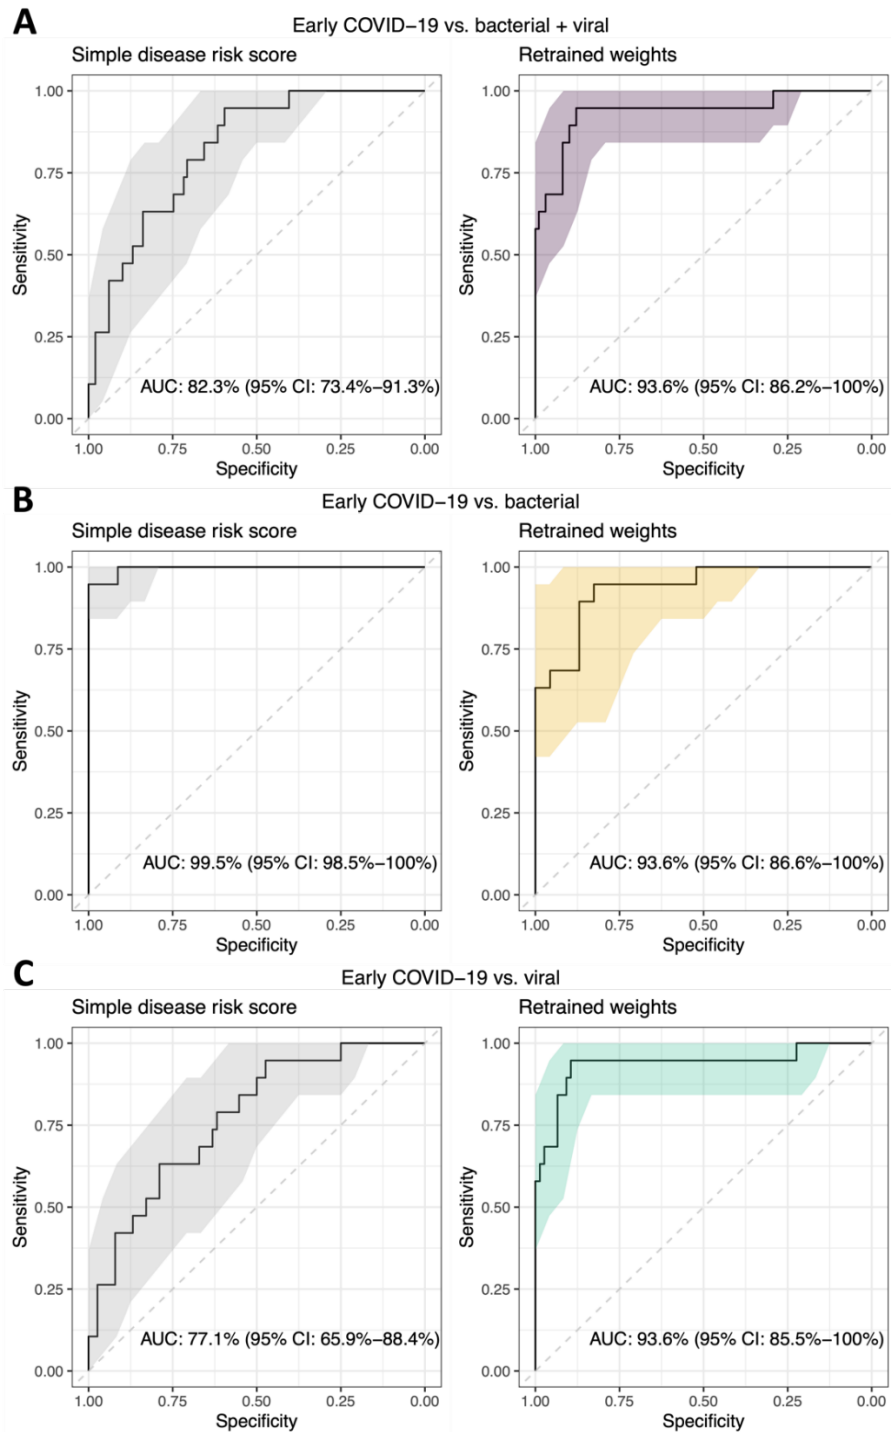 A
Early COVID−19 vs. bacterial + viral
Simple disease risk score
Sensitivity
1.00
0.75
0.50
0.25
0.00
AUC: 82.3% (95% CI: 73.4%−91.3%)
1.00 0.75 0.50 0.25 0.00
Specificity
Retrained weights
Sensitivity
1.00
0.75
0.50
0.25
0.00
AUC: 93.6% (95% CI: 86.2%−100%)
1.00 0.75 0.50 0.25 0.00
Specificity
B
Early COVID−19 vs. bacterial
Simple disease risk score
Sensitivity
1.00
0.75
0.50
0.25
0.00
AUC: 99.5% (95% CI: 98.5%−100%)
1.00 0.75 0.50 0.25 0.00
Specificity
Retrained weights
Sensitivity
1.00
0.75
0.50
0.25
0.00
AUC: 93.6% (95% CI: 86.6%−100%)
1.00 0.75 0.50 0.25 0.00
Specificity
C
Early COVID−19 vs. viral
Simple disease risk score
Sensitivity
1.00
0.75
0.50
0.25
0.00
AUC: 77.1% (95% CI: 65.9%−88.4%)
1.00 0.75 0.50 0.25 0.00
Specificity
Retrained weights
Sensitivity
1.00
0.75
0.50
0.25
0.00
AUC: 93.6% (95% CI: 85.5%−100%)
1.00 0.75 0.50 0.25 0.00
Specificity